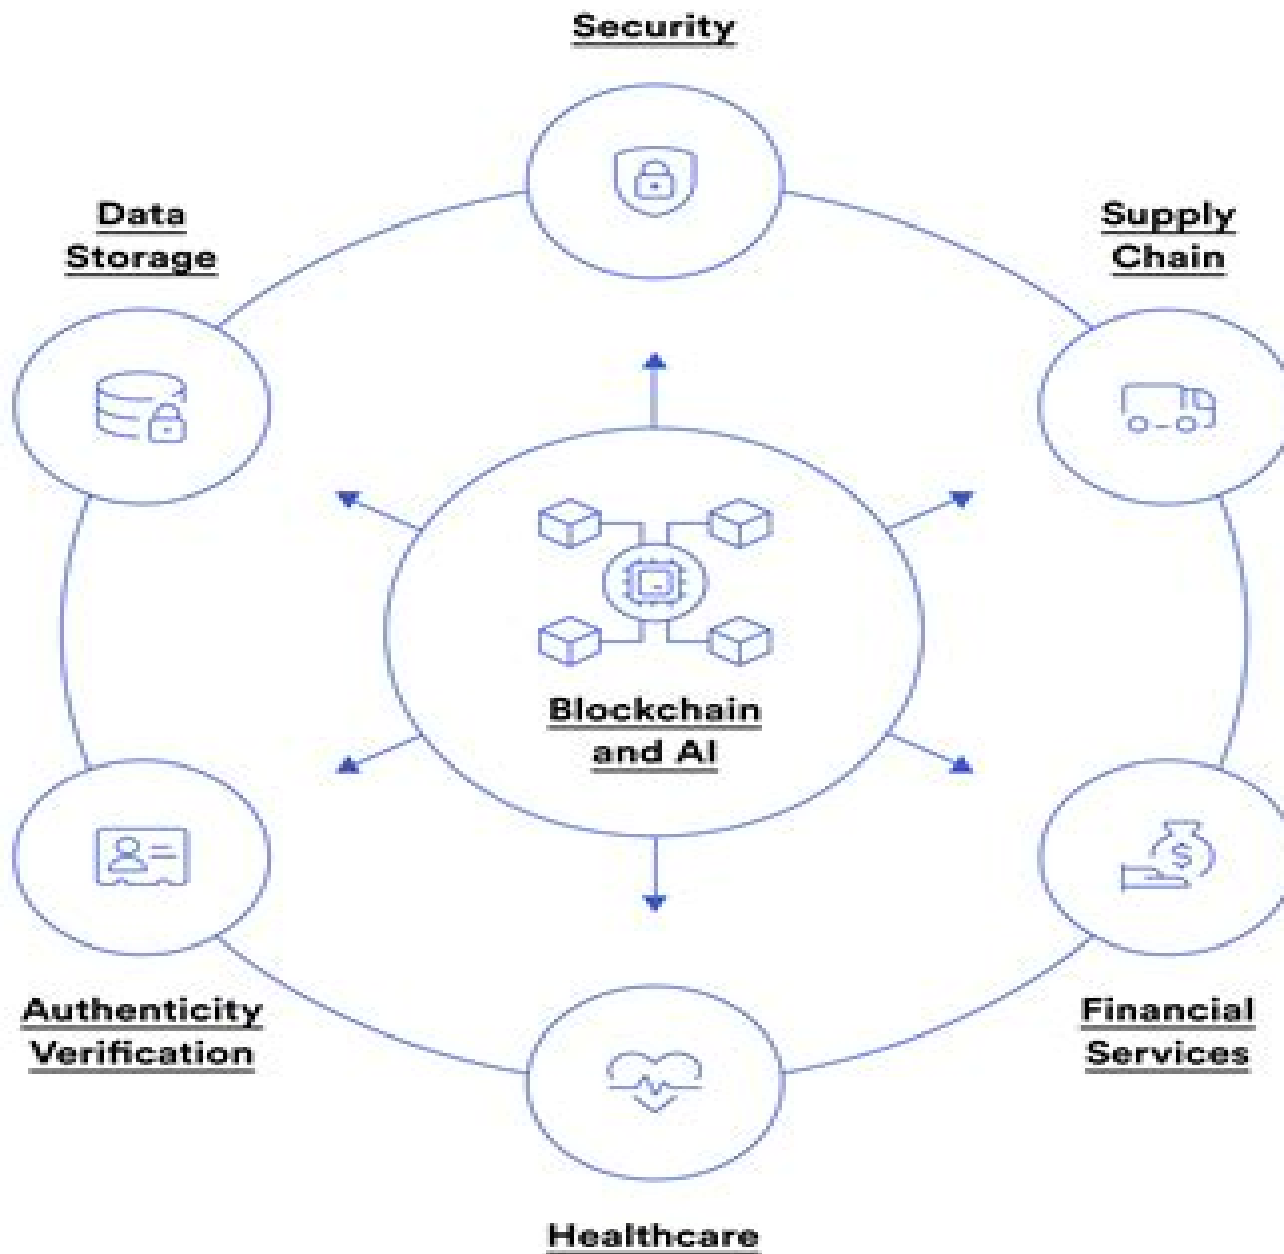 Security
Data
Storage
Supply
Chain
Blockchain
and AI
$
Authenticity
Verification
Financial
Services
Healthcare